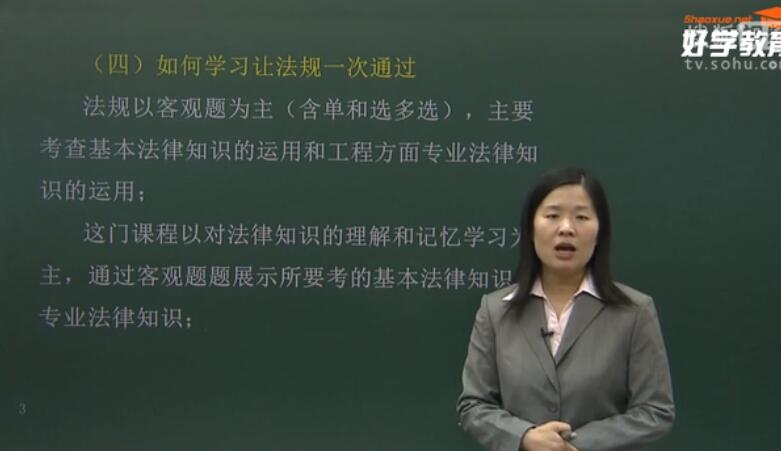 5haoxue.net
好学教育
tv.sohu.com
（四）如何学习让法规一次通过
法规以客观题为主（含单和选多选），主要
考查基本法律知识的运用和工程方面专业法律知
识的运用；
这门课程以对法律知识的理解和记忆学习为
主，通过客观题题展示所要考的基本法律知识
专业法律知识；
3